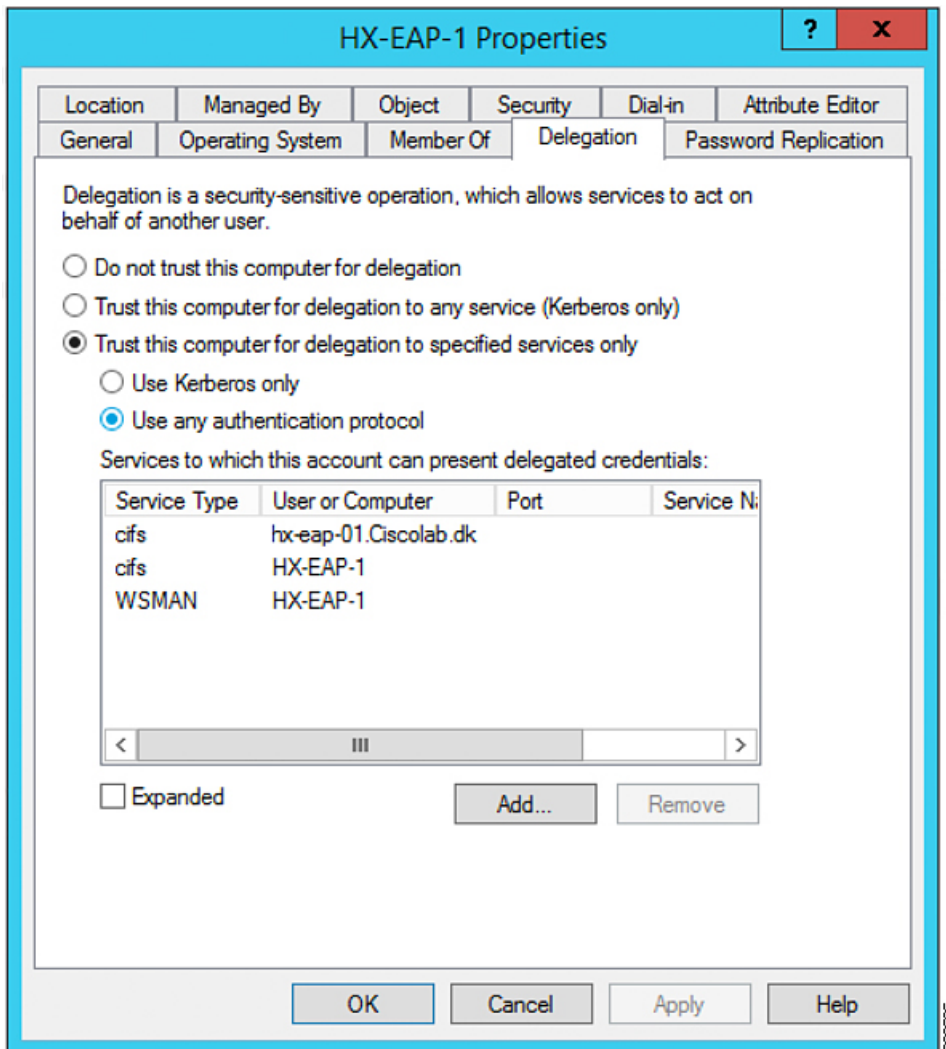 HX-EAP-1 Properties
? x
Location Managed By Object Security Dial-in Attribute Editor
General Operating System Member Of Delegation Password Replication
Delegation is a security-sensitive operation, which allows services to act on
behalf of another user.
Do not trust this computer for delegation
Trust this computer for delegation to any service (Kerberos only)
Trust this computer for delegation to specified services only
Use Kerberos only
Use any authentication protocol
Services to which this account can present delegated credentials:
Service Type User or Computer Port Service
cifs hx-eap-01.Ciscolab.dk
cifs HX-EAP-1
WSMAN HX-EAP-1
Expanded Add... Remove
OK Cancel Apply Help